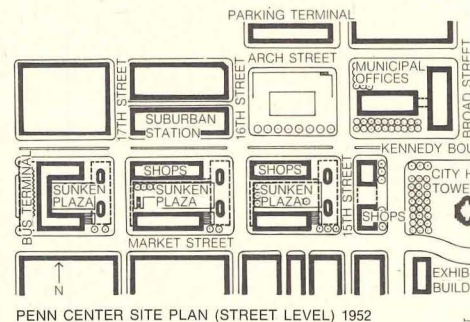 PARKING TERMINAL
ARCH STREET
MUNICIPAL
OFFICES
BROAD STREET
17TH STREET
16TH STREET
SUBURBAN
STATION
KENNEDY BOU
BUS TERMINAL
SHOPS
SHOPS
SUNKEN
PLAZA
SUNKEN
PLAZA
SUNKEN
PLAZA
15TH STREET
SHOPS
CITY H
TOWE
MARKET STREET
N
EXHIB
BUILD
PENN CENTER SITE PLAN (STREET LEVEL) 1952